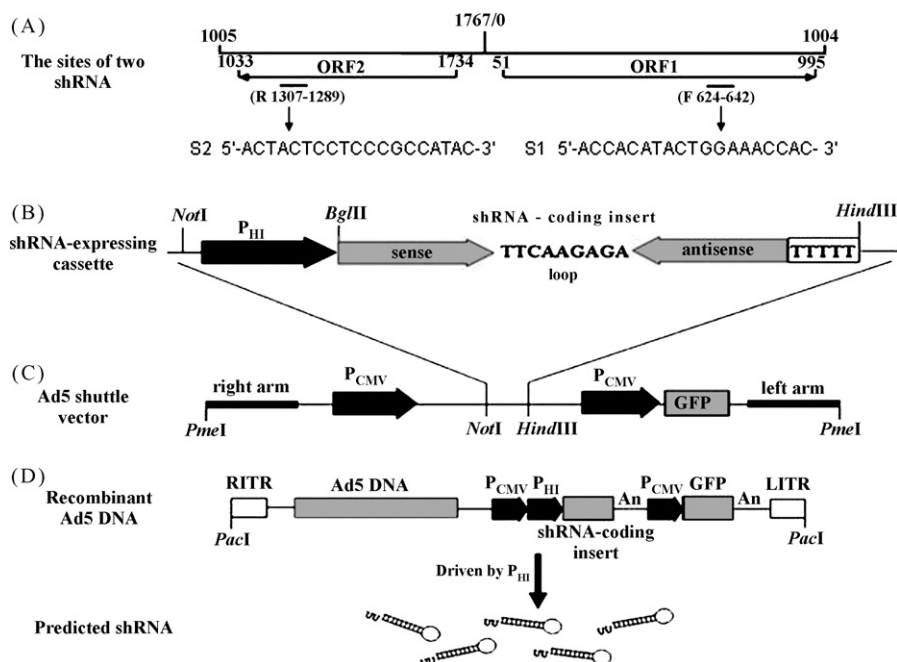 (A)
The sites of two
shRNA
1005
1767/0
1004
1033
ORF2
1734
51
ORF1
995
(R 1307-1289)
(F 624-642)
S2 5'-ACTACTCCTCCCGCCATAC-3'
S1 5'-ACCACATACTGGAAACCAC-3'
(B)
shRNA-expressing
cassette
NotI
PHI
BglII
sense
shRNA - coding insert
TTCAAGAGA
loop
antisense
TTTTT
HindIII
(C)
Ad5 shuttle
vector
right arm
PmeI
PCMV
NotI
HindIII
PCMV
GFP
left arm
PmeI
(D)
Recombinant
Ad5 DNA
RITR
PacI
Ad5 DNA
PCMV
PHI
An
PCMV
GFP
An
LITR
PacI
shRNA-coding
insert
Driven by PHI
Predicted shRNA